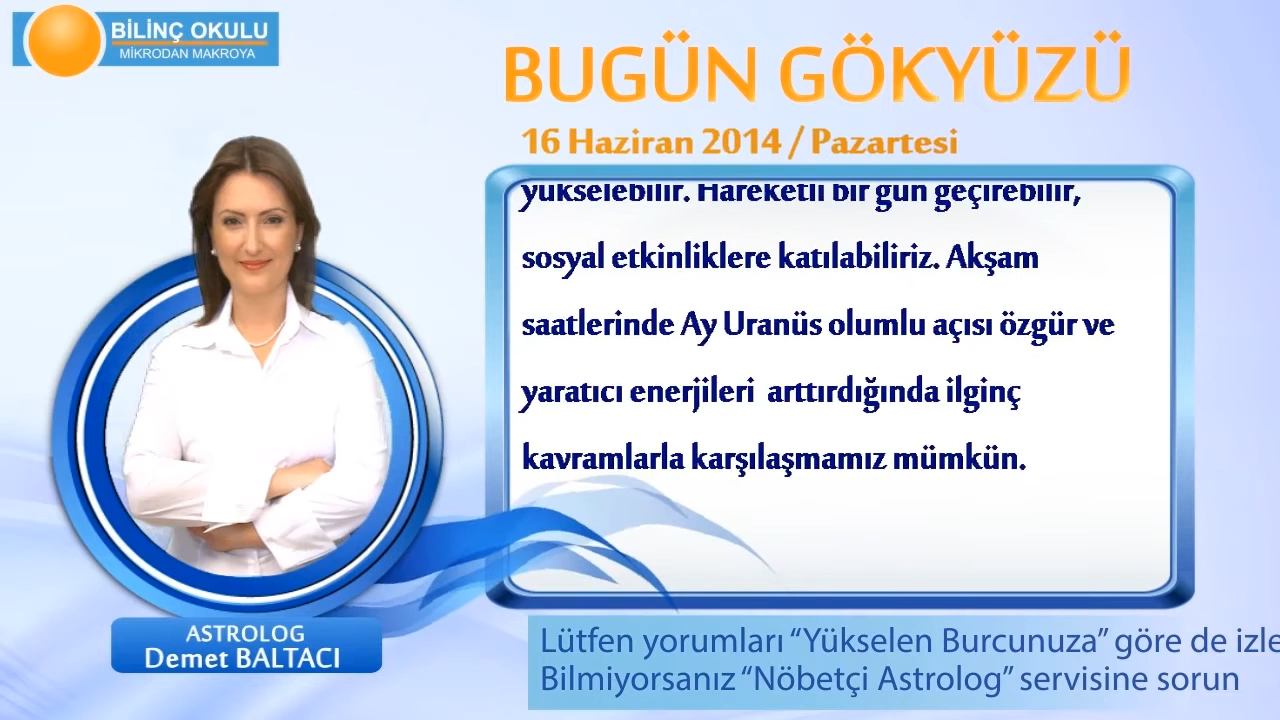 BİLİNÇ OKULU
MİKRODAN MAKROYA
BUGÜN GÖKYÜZÜ
16 Haziran 2014 / Pazartesi
yükselebilir. Hareketli bir gün geçirebilir,
sosyal etkinliklere katılabiliriz. Akşam
saatlerinde Ay Uranüs olumlu açısı özgür ve
yaratıcı enerjileri arttırdığında ilginç
kavramlarla karşılaşmamız mümkün.
ASTROLOG
Demet BALTACI
Lütfen yorumları “Yükselen Burcunuza” göre de izle
Bilmiyorsanız “Nöbetçi Astrolog” servisine sorun